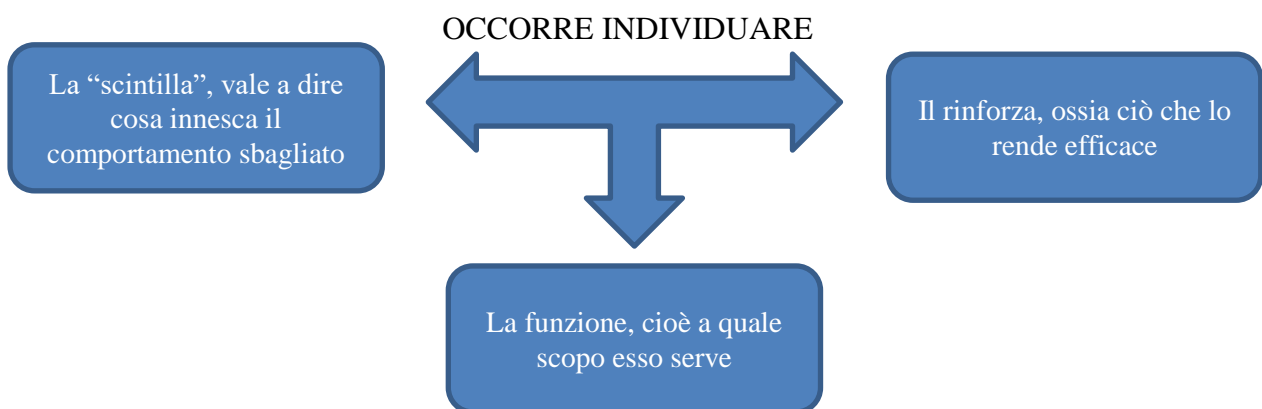 OCCORRE INDIVIDUARE
La “scintilla”, vale a dire
cosa innesca il
comportamento sbagliato
Il rinforza, ossia ciò che lo
rende efficace
La funzione, cioè a quale
scopo esso serve